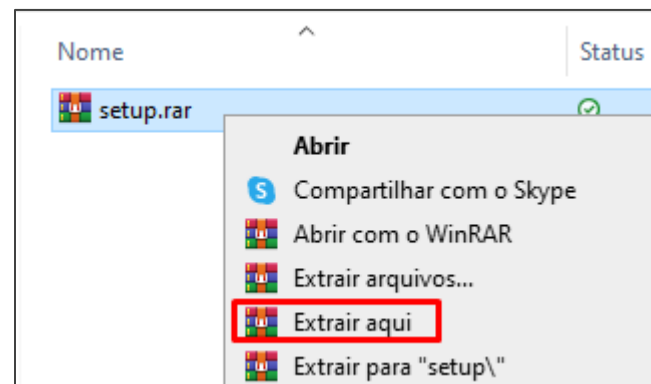 Nome Status
setup.rar
Abrir
Compartilhar com o Skype
Abrir com o WinRAR
Extrair arquivos...
Extrair aqui
Extrair para "setup\"